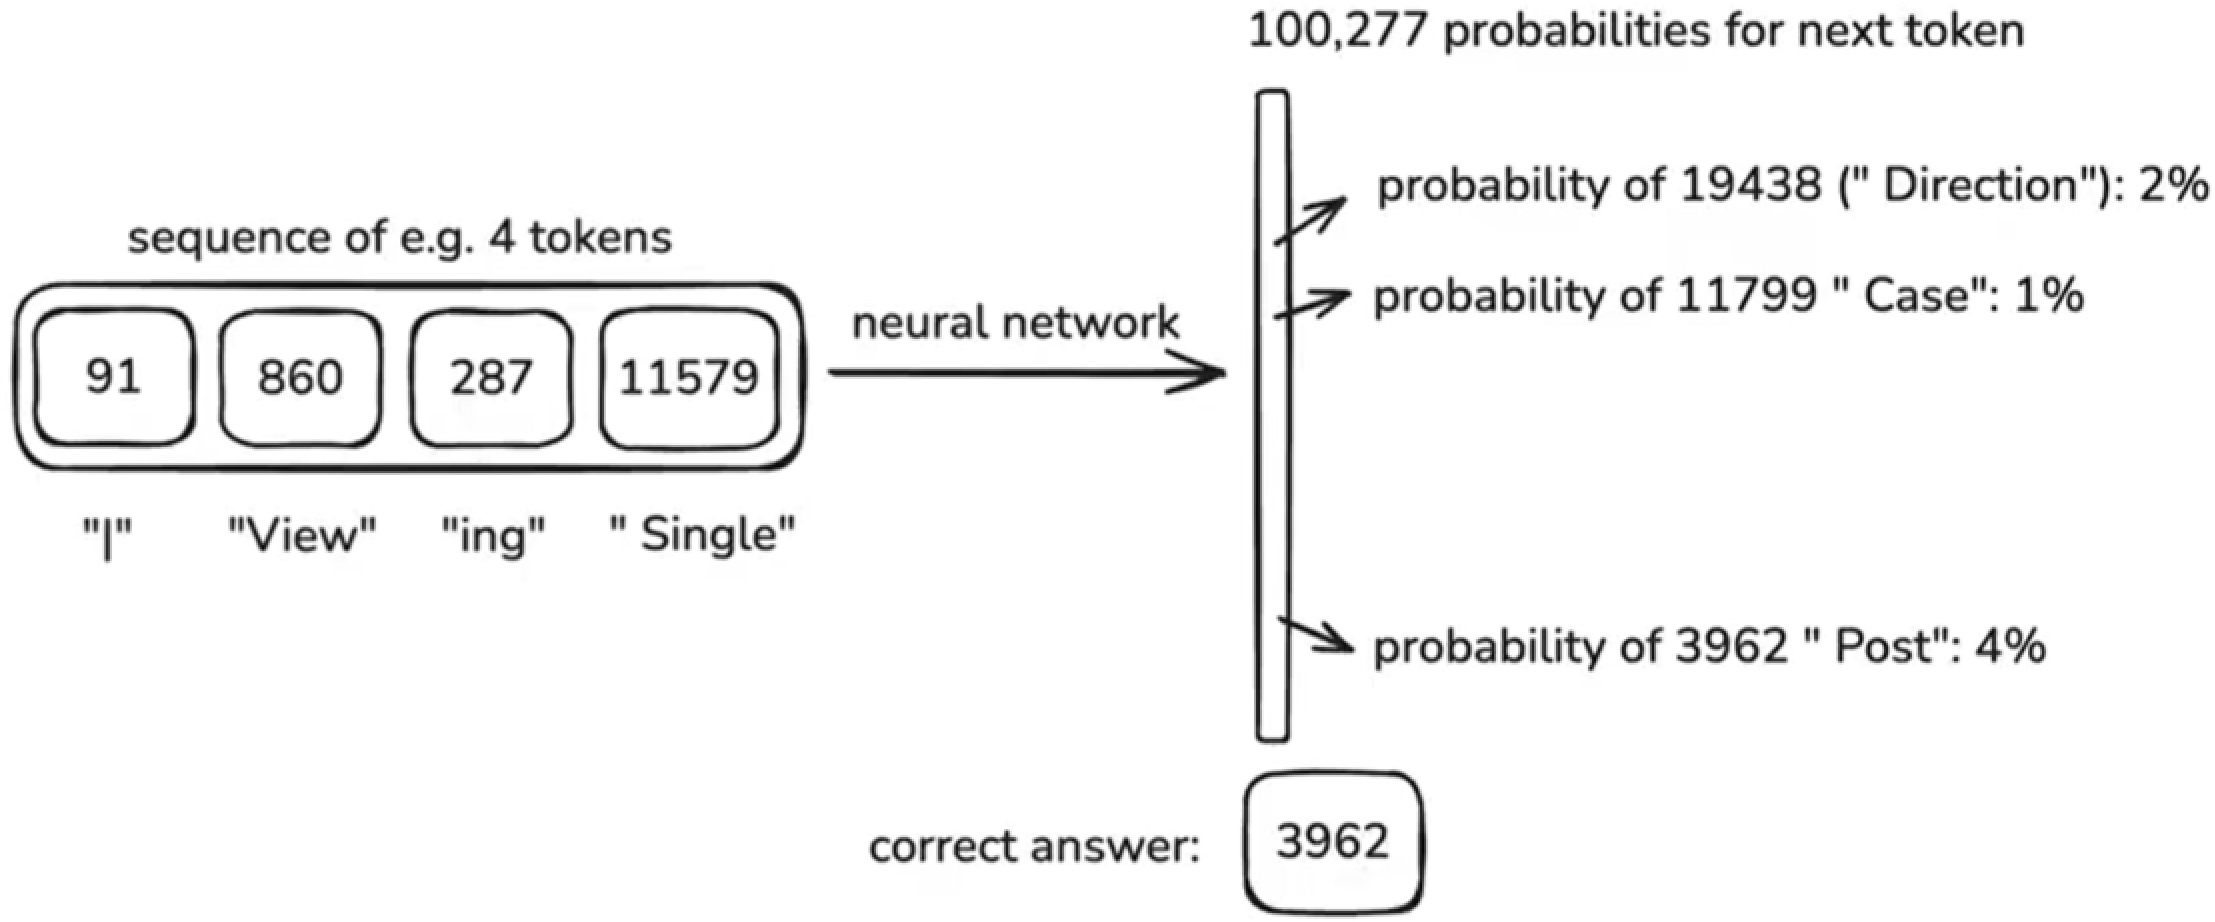 100,277 probabilities for next token
probability of 19438 (" Direction"): 2%
sequence of e.g. 4 tokens
probability of 11799 " Case": 1%
neural network
91 860 287 11579
"|" "View" "ing" " Single"
probability of 3962 " Post": 4%
correct answer: 3962